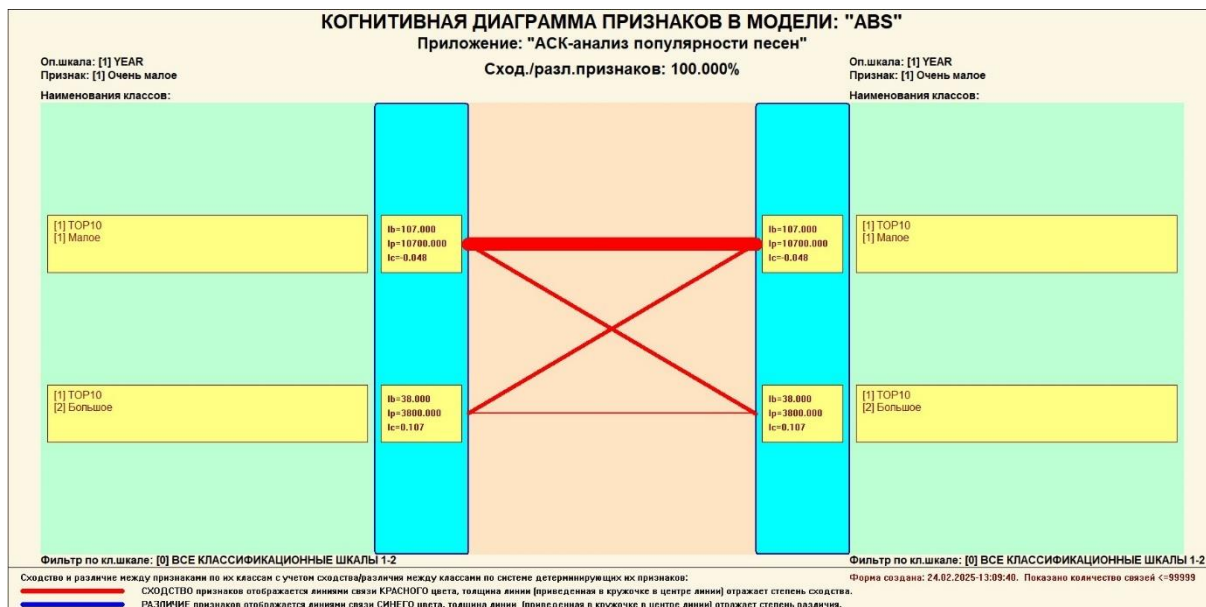 КОГНИТИВНАЯ ДИАГРАММА ПРИЗНАКОВ В МОДЕЛИ: "ABS"
Приложение: "АСК-анализ популярности песен"
Сход./разл.признаков: 100.000%
Оп.шкала: [1] YEAR
Признак: [1] Очень малое
Наименования классов:
Оп.шкала: [1] YEAR
Признак: [1] Очень малое
Наименования классов:
[1] TOP10
[1] Малое
Ib=107.000
Ip=10700.000
Ic=-0.048
Ib=107.000
Ip=10700.000
Ic=-0.048
[1] TOP10
[1] Малое
[1] TOP10
[2] Большое
Ib=38.000
Ip=3800.000
Ic=0.107
Ib=38.000
Ip=3800.000
Ic=0.107
[1] TOP10
[2] Большое
Фильтр по кл.шкале: [0] ВСЕ КЛАССИФИКАЦИОННЫЕ ШКАЛЫ 1-2
Фильтр по кл.шкале: [0] ВСЕ КЛАССИФИКАЦИОННЫЕ ШКАЛЫ 1-2
Сходство и различие между признаками по их классам с учетом сходства/различия между классами по системе детерминирующих их признаков:
Форма создана: 24.02.2025-13:09:40. Показано количество связей <=99999
СХОДСТВО признаков отображается линиями связи КРАСНОГО цвета, толщина линии (приведенная в кружочке в центре линии) отражает степень сходства.
РАЗЛИЧИЕ признаков отображается линиями связи СИНЕГО цвета, толщина линии (приведенная в кружочке в центре линии) отражает степень различия.